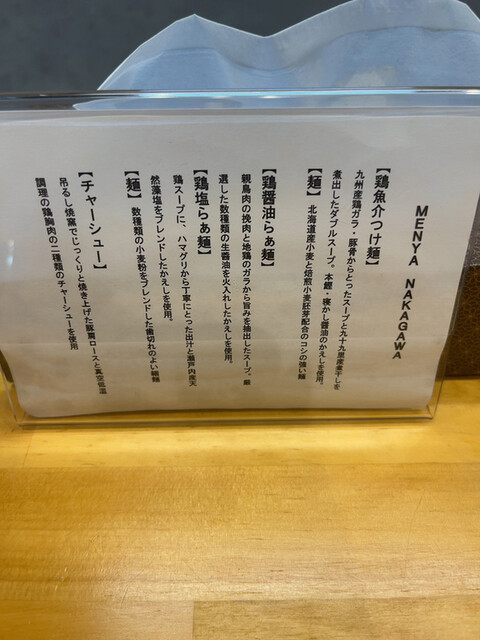 MENYA NAKAGAWA
【鶏魚介つけ麺】
九州産鶏ガラ・豚骨からとったスープと九十九里産煮干しを
煮出したダブルスープ。本鰹・寝かし醤油のかえしを使用。
【麺】 北海道産小麦と焙煎小麦胚芽配合のコシの強い麺
【鶏醤油らぁ麺】
親鳥肉の挽肉と地鶏のガラから旨みを抽出したスープ。厳
選した数種類の生醤油を火入れしたかえしを使用。
【鶏塩らぁ麺】
鶏スープに、ハマグリから丁寧にとった出汁と瀬戸内産天
然藻塩をブレンドしたかえしを使用。
【麺】 数種類の小麦粉をブレンドした歯切れのよい細麺
【チャーシュー】
吊るし焼窯でじっくりと焼き上げた豚肩ロースと真空低温
調理の鶏胸肉の二種類のチャーシューを使用